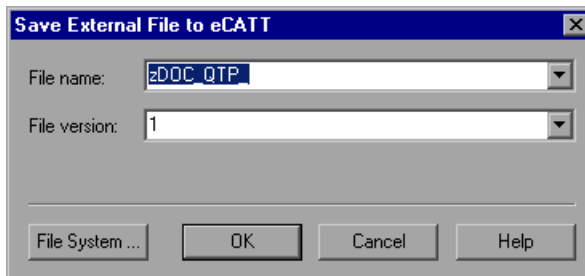 Save External File to eCATT
File name: zDOC_QTP_
File version: 1
File System ... OK Cancel Help